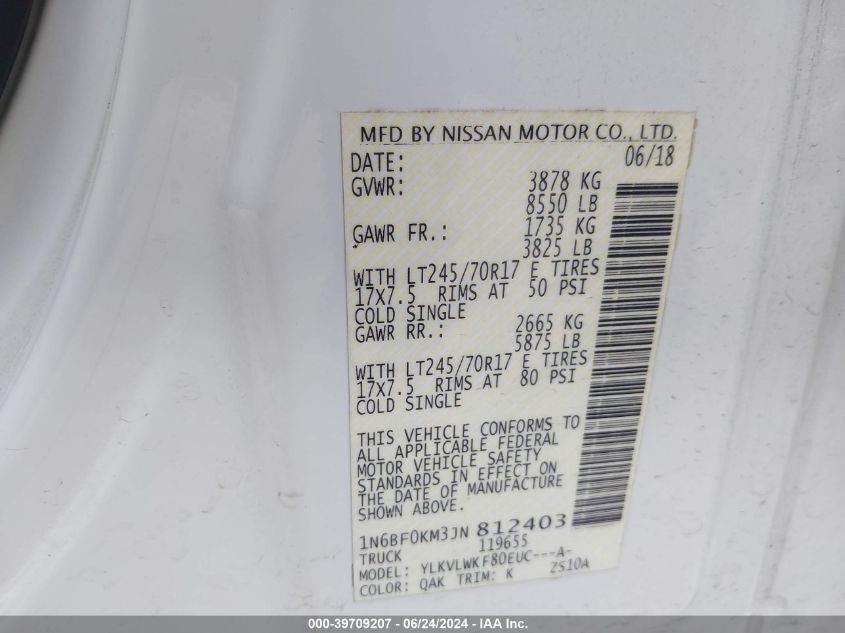 MFD BY NISSAN MOTOR CO., LTD.
DATE: 06/18
GVWR: 3878 KG
8550 LB
GAWR FR.: 1735 KG
3825 LB
WITH LT245/70R17 E TIRES
17X7.5 RIMS AT 50 PSI
COLD SINGLE
GAWR RR.: 2665 KG
5875 LB
WITH LT245/70R17 E TIRES
17X7.5 RIMS AT 80 PSI
COLD SINGLE
THIS VEHICLE CONFORMS TO
ALL APPLICABLE FEDERAL
MOTOR VEHICLE SAFETY
STANDARDS IN EFFECT ON
THE DATE OF MANUFACTURE
SHOWN ABOVE.
1N6BF0KM3JN 812403
TRUCK 119655
MODEL: YLKVLWKF80EUC---A-
COLOR: QAK TRIM: K ZS10A
000-39709207 - 06/24/2024 - IAA Inc.